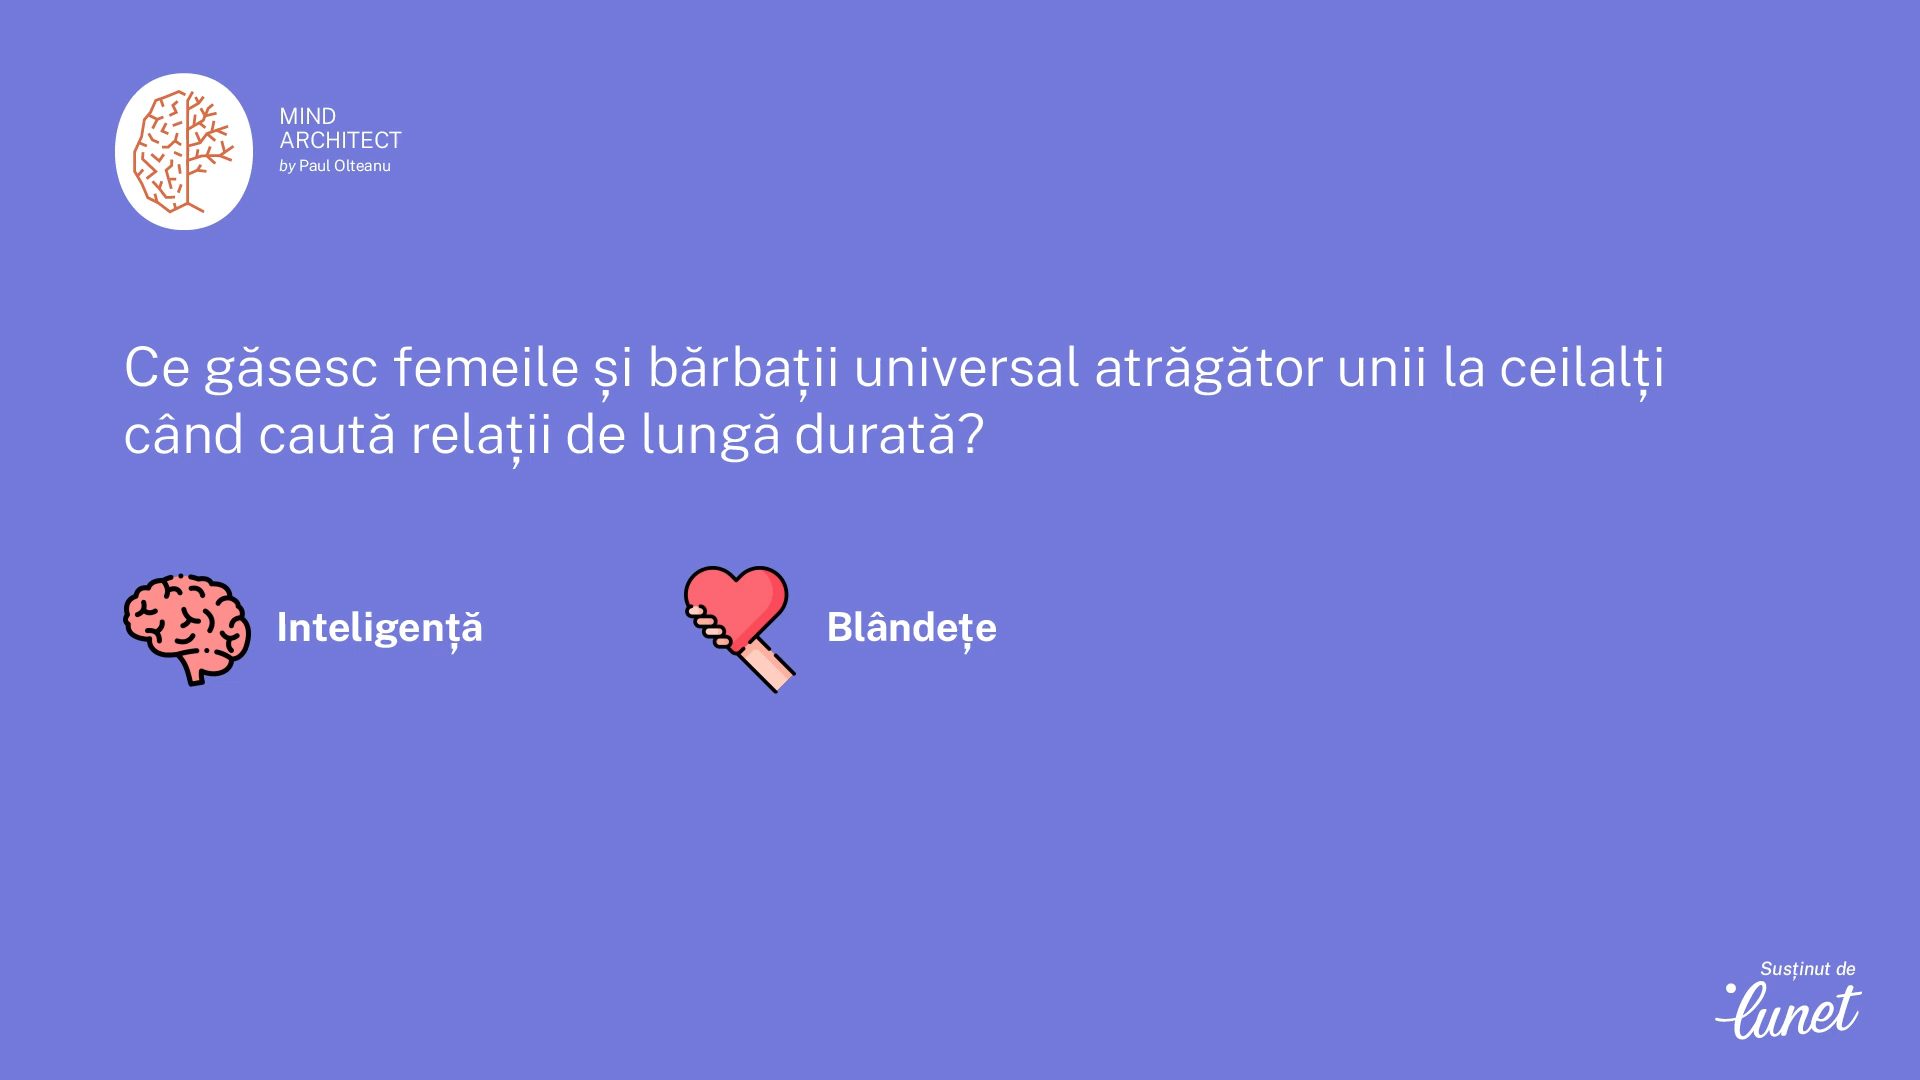 MIND
ARCHITECT
by Paul Olteanu
Ce găsesc femeile și bărbații universal atrăgător unii la ceilalți
când caută relații de lungă durată?
Inteligență
Blândețe
Susținut de
lunet